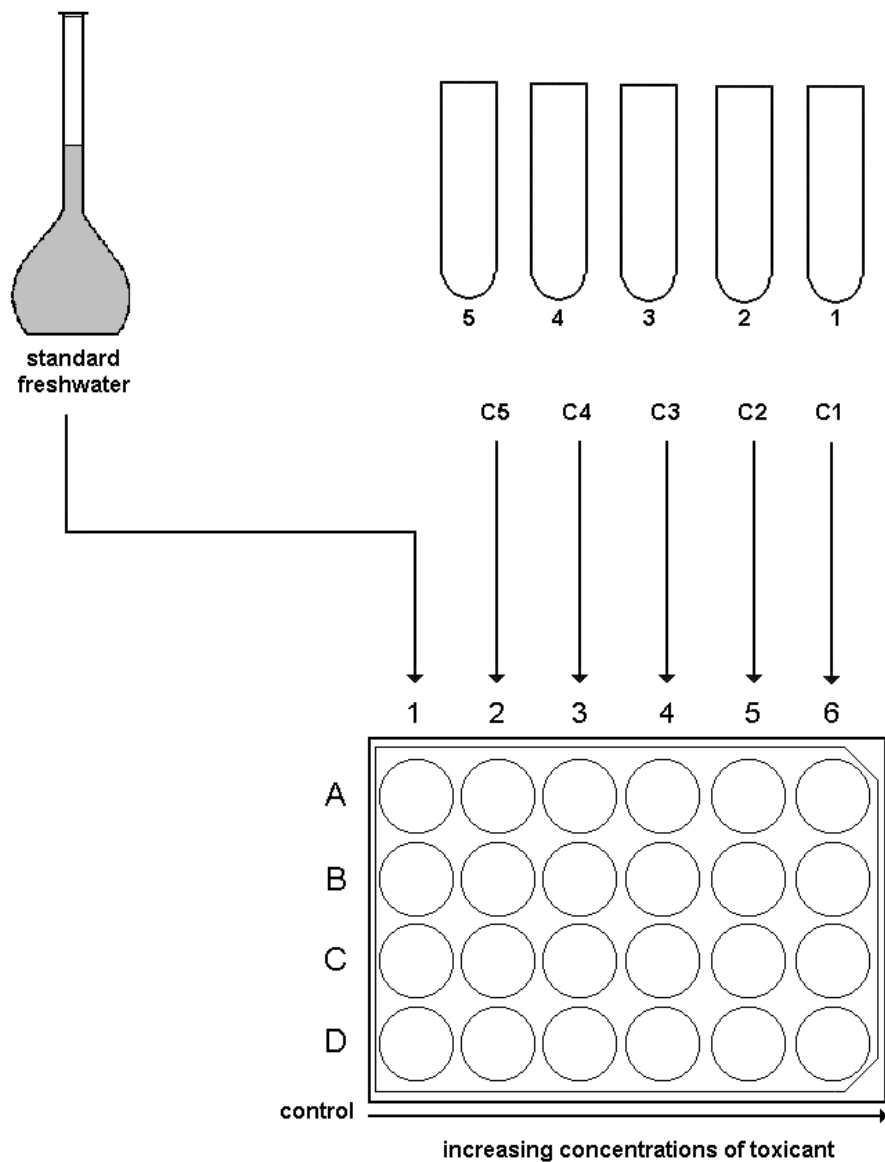 5 4 3 2 1
standard
freshwater
C5 C4 C3 C2 C1
1 2 3 4 5 6
A
B
C
D
control
increasing concentrations of toxicant